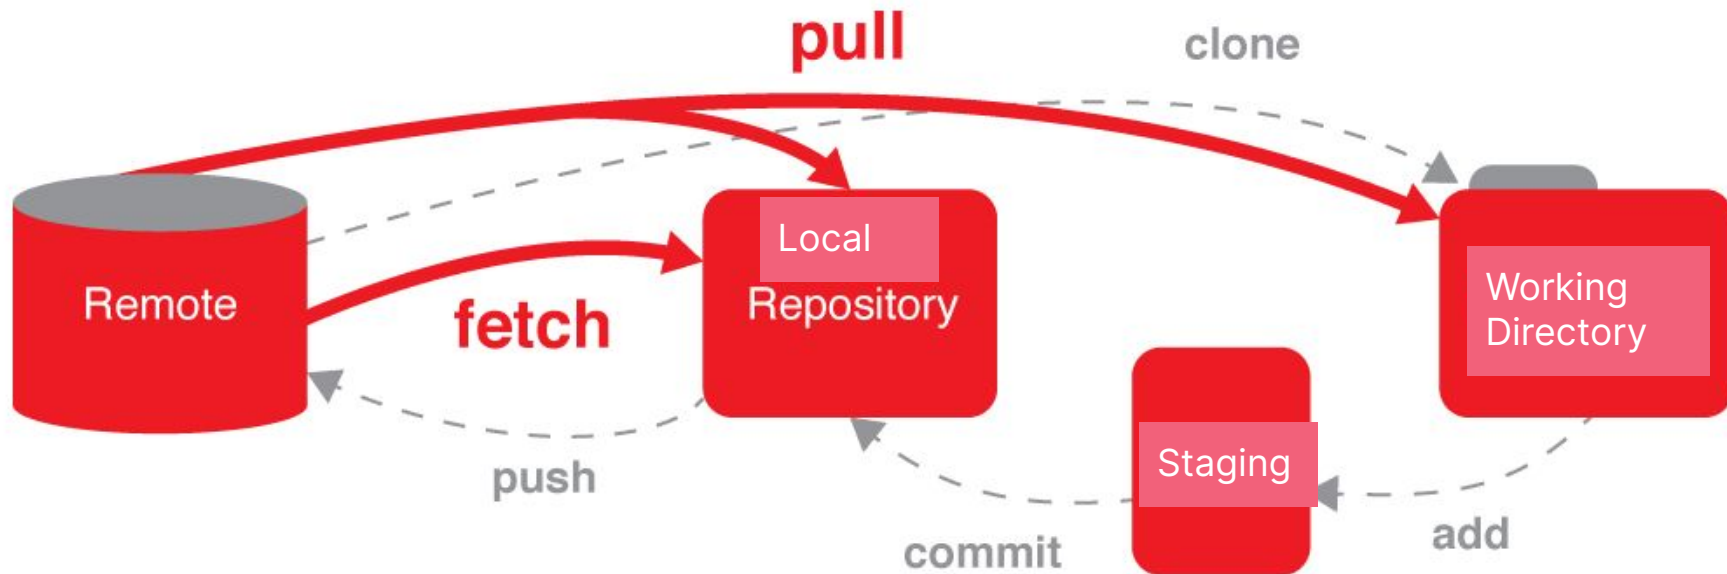 pull
clone
Remote
fetch
Local
Repository
Working
Directory
push
Staging
commit
add